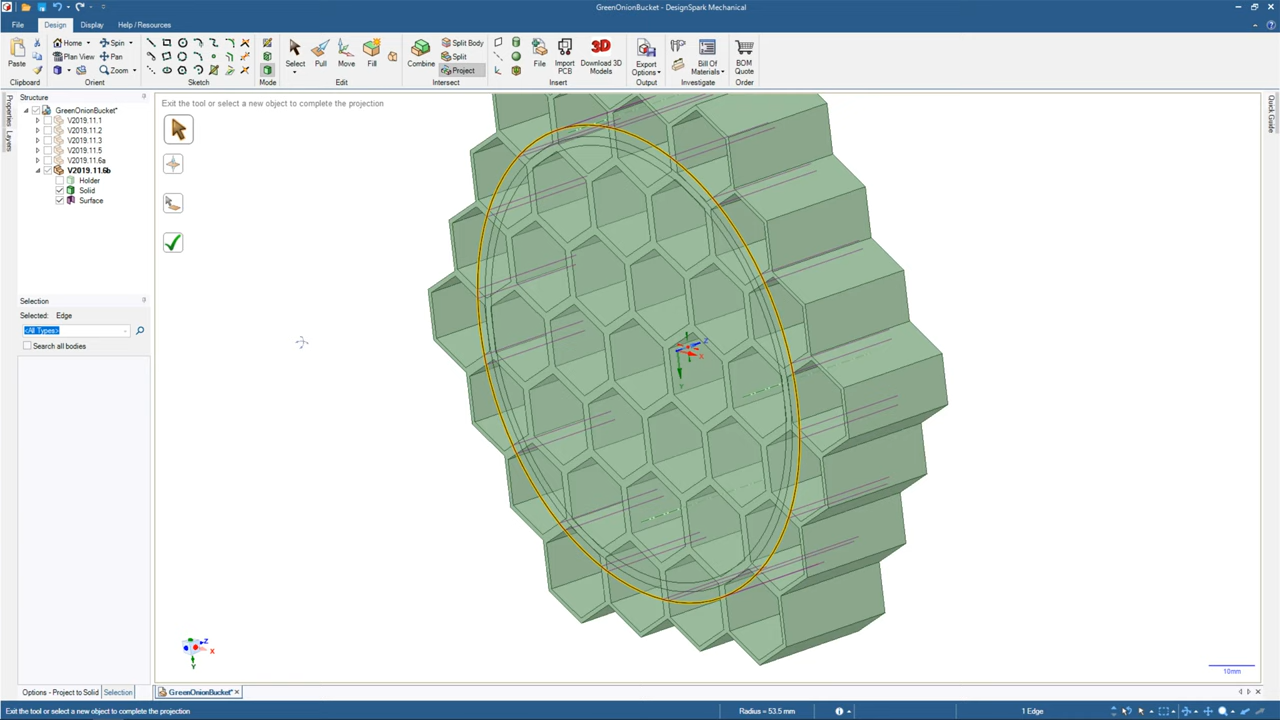 GreenOnionBucket - DesignSpark Mechanical
File Design Display Help / Resources
Paste
Home Spin
Plan View Pan
Zoom
Select Pull Move Fill
Combine
Split Body
Split
Project
File Import PCB Download 3D Models
Export Options
Bill Of Materials
BOM Quote
Clipboard Orient Sketch Mode Edit Intersect Insert Output Investigate Order
Structure
Properties
Layers
GreenOnionBucket*
V2019.11.1
V2019.11.2
V2019.11.3
V2019.11.5
V2019.11.6a
V2019.11.6b
Holder
Solid
Surface
Exit the tool or select a new object to complete the projection
Quick Guide
Selection
Selected: Edge
<All Types>
Search all bodies
Z
X
Y
Z
X
Y
10mm
Options - Project to Solid Selection
GreenOnionBucket*
Exit the tool or select a new object to complete the projection
Radius = 53.5 mm
1 Edge